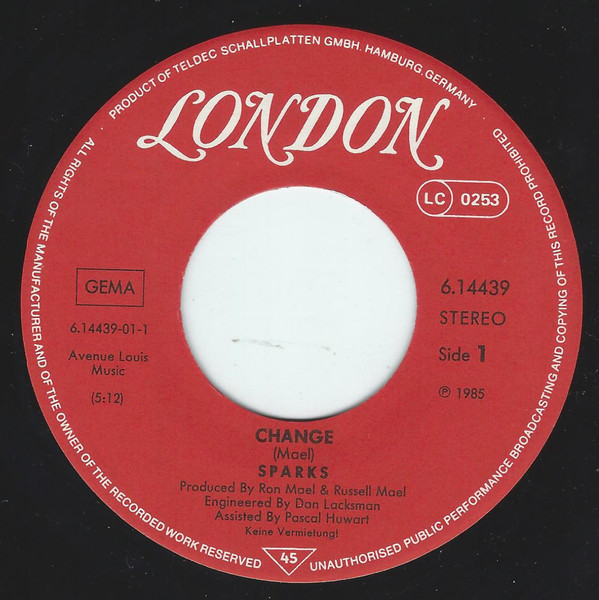 PRODUCT OF TELDEC SCHALLPLATTEN GMBH. HAMBURG. GERMANY
LONDON
LC 0253
GEMA
6.14439-01-1
Avenue Louis
Music
(5:12)
6.14439
STEREO
Side 1
℗ 1985
CHANGE
(Mael)
SPARKS
Produced By Ron Mael & Russell Mael
Engineered By Dan Lacksman
Assisted By Pascal Huwart
Keine Vermietung!
45
ALL RIGHTS OF THE MANUFACTURER AND OF THE OWNER OF THE RECORDED WORK RESERVED
UNAUTHORISED PUBLIC PERFORMANCE BROADCASTING AND COPYING OF THIS RECORD PROHIBITED